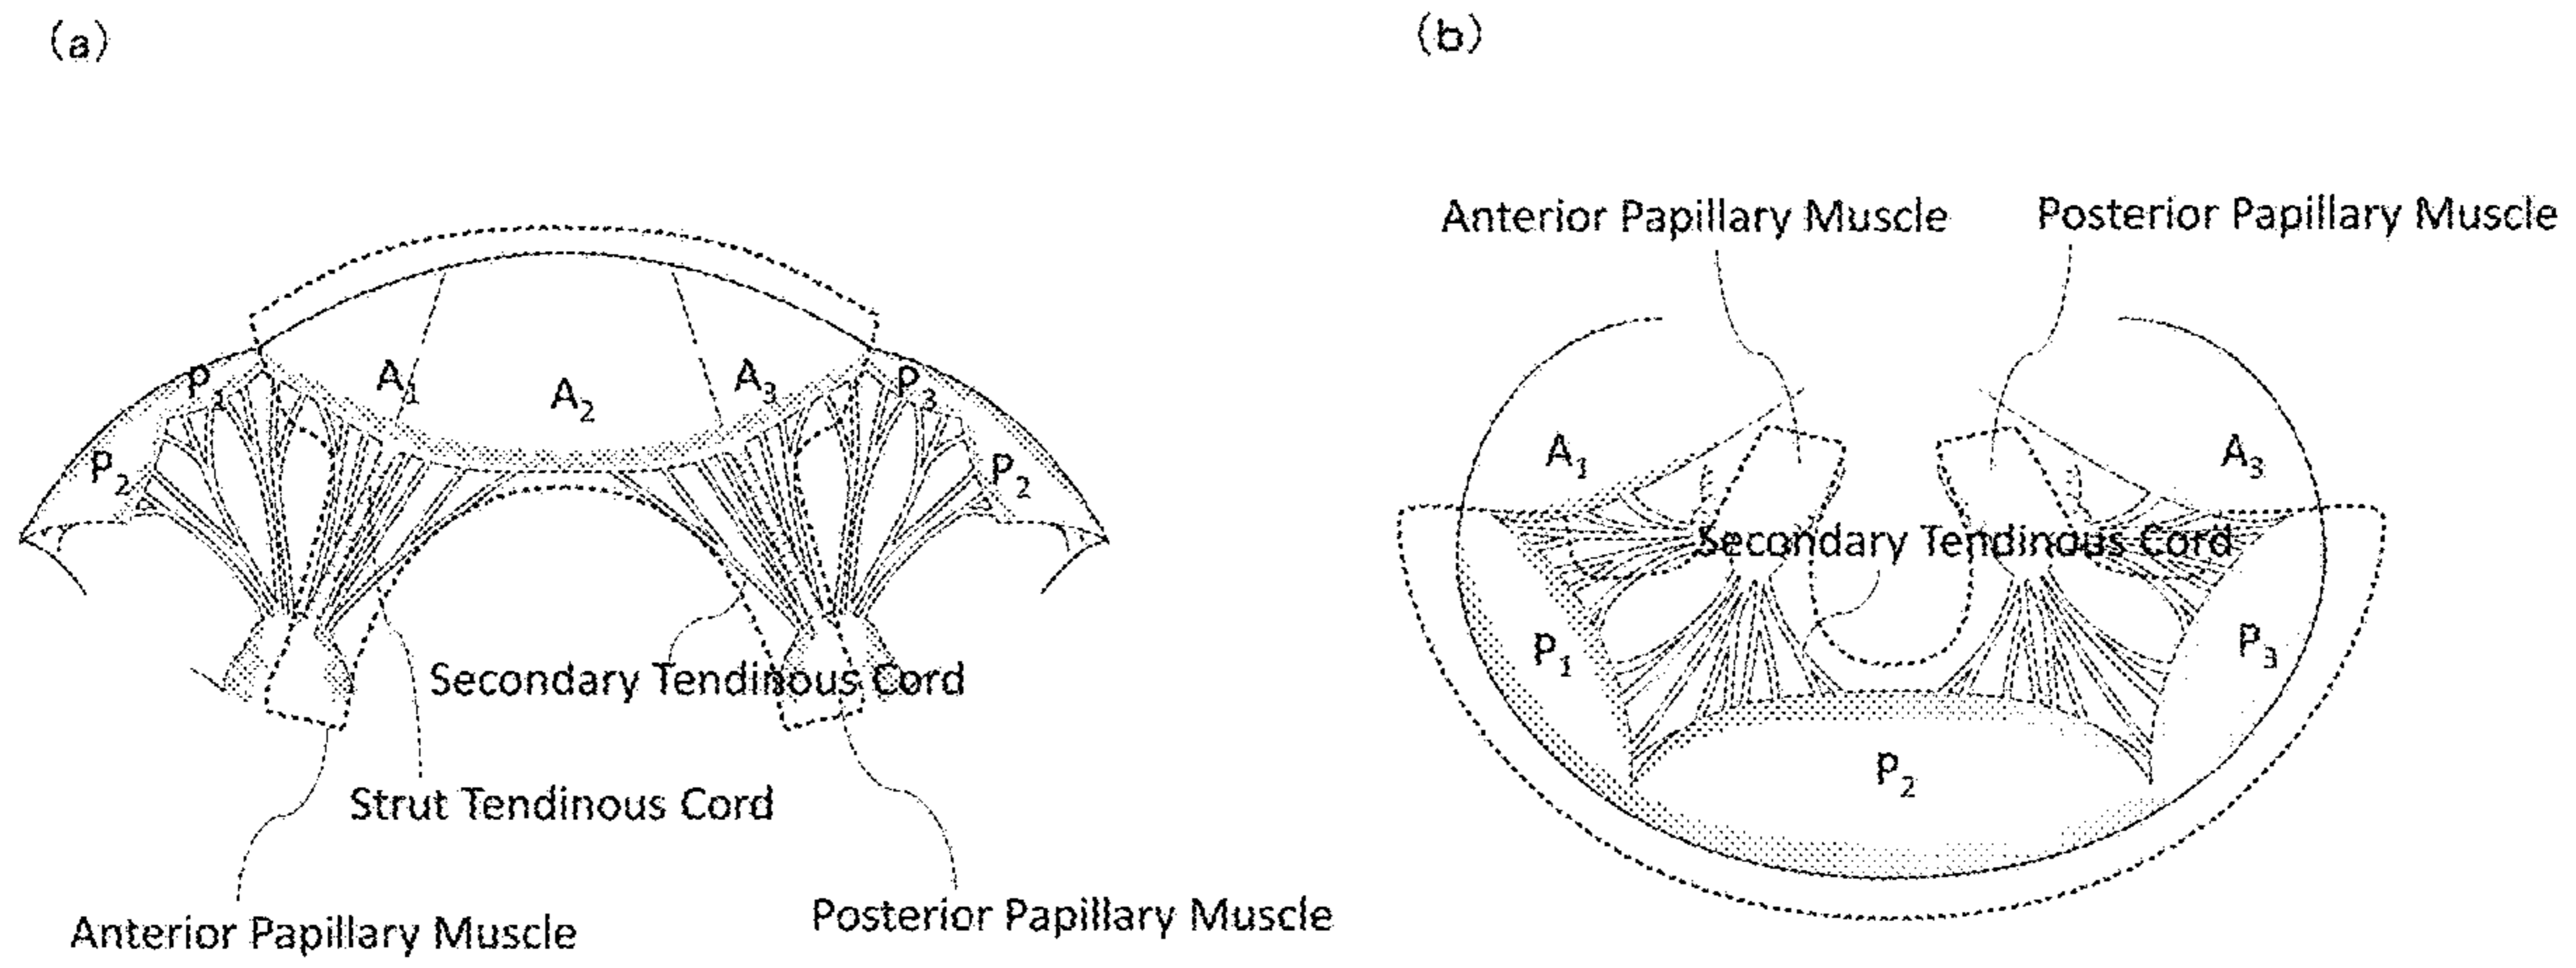 (a)
P1
A1
A2
A3
P3
P2
P2
Secondary Tendinous Cord
Strut Tendinous Cord
Anterior Papillary Muscle
Posterior Papillary Muscle
(b)
Anterior Papillary Muscle
Posterior Papillary Muscle
A1
A3
Secondary Tendinous Cord
P1
P3
P2